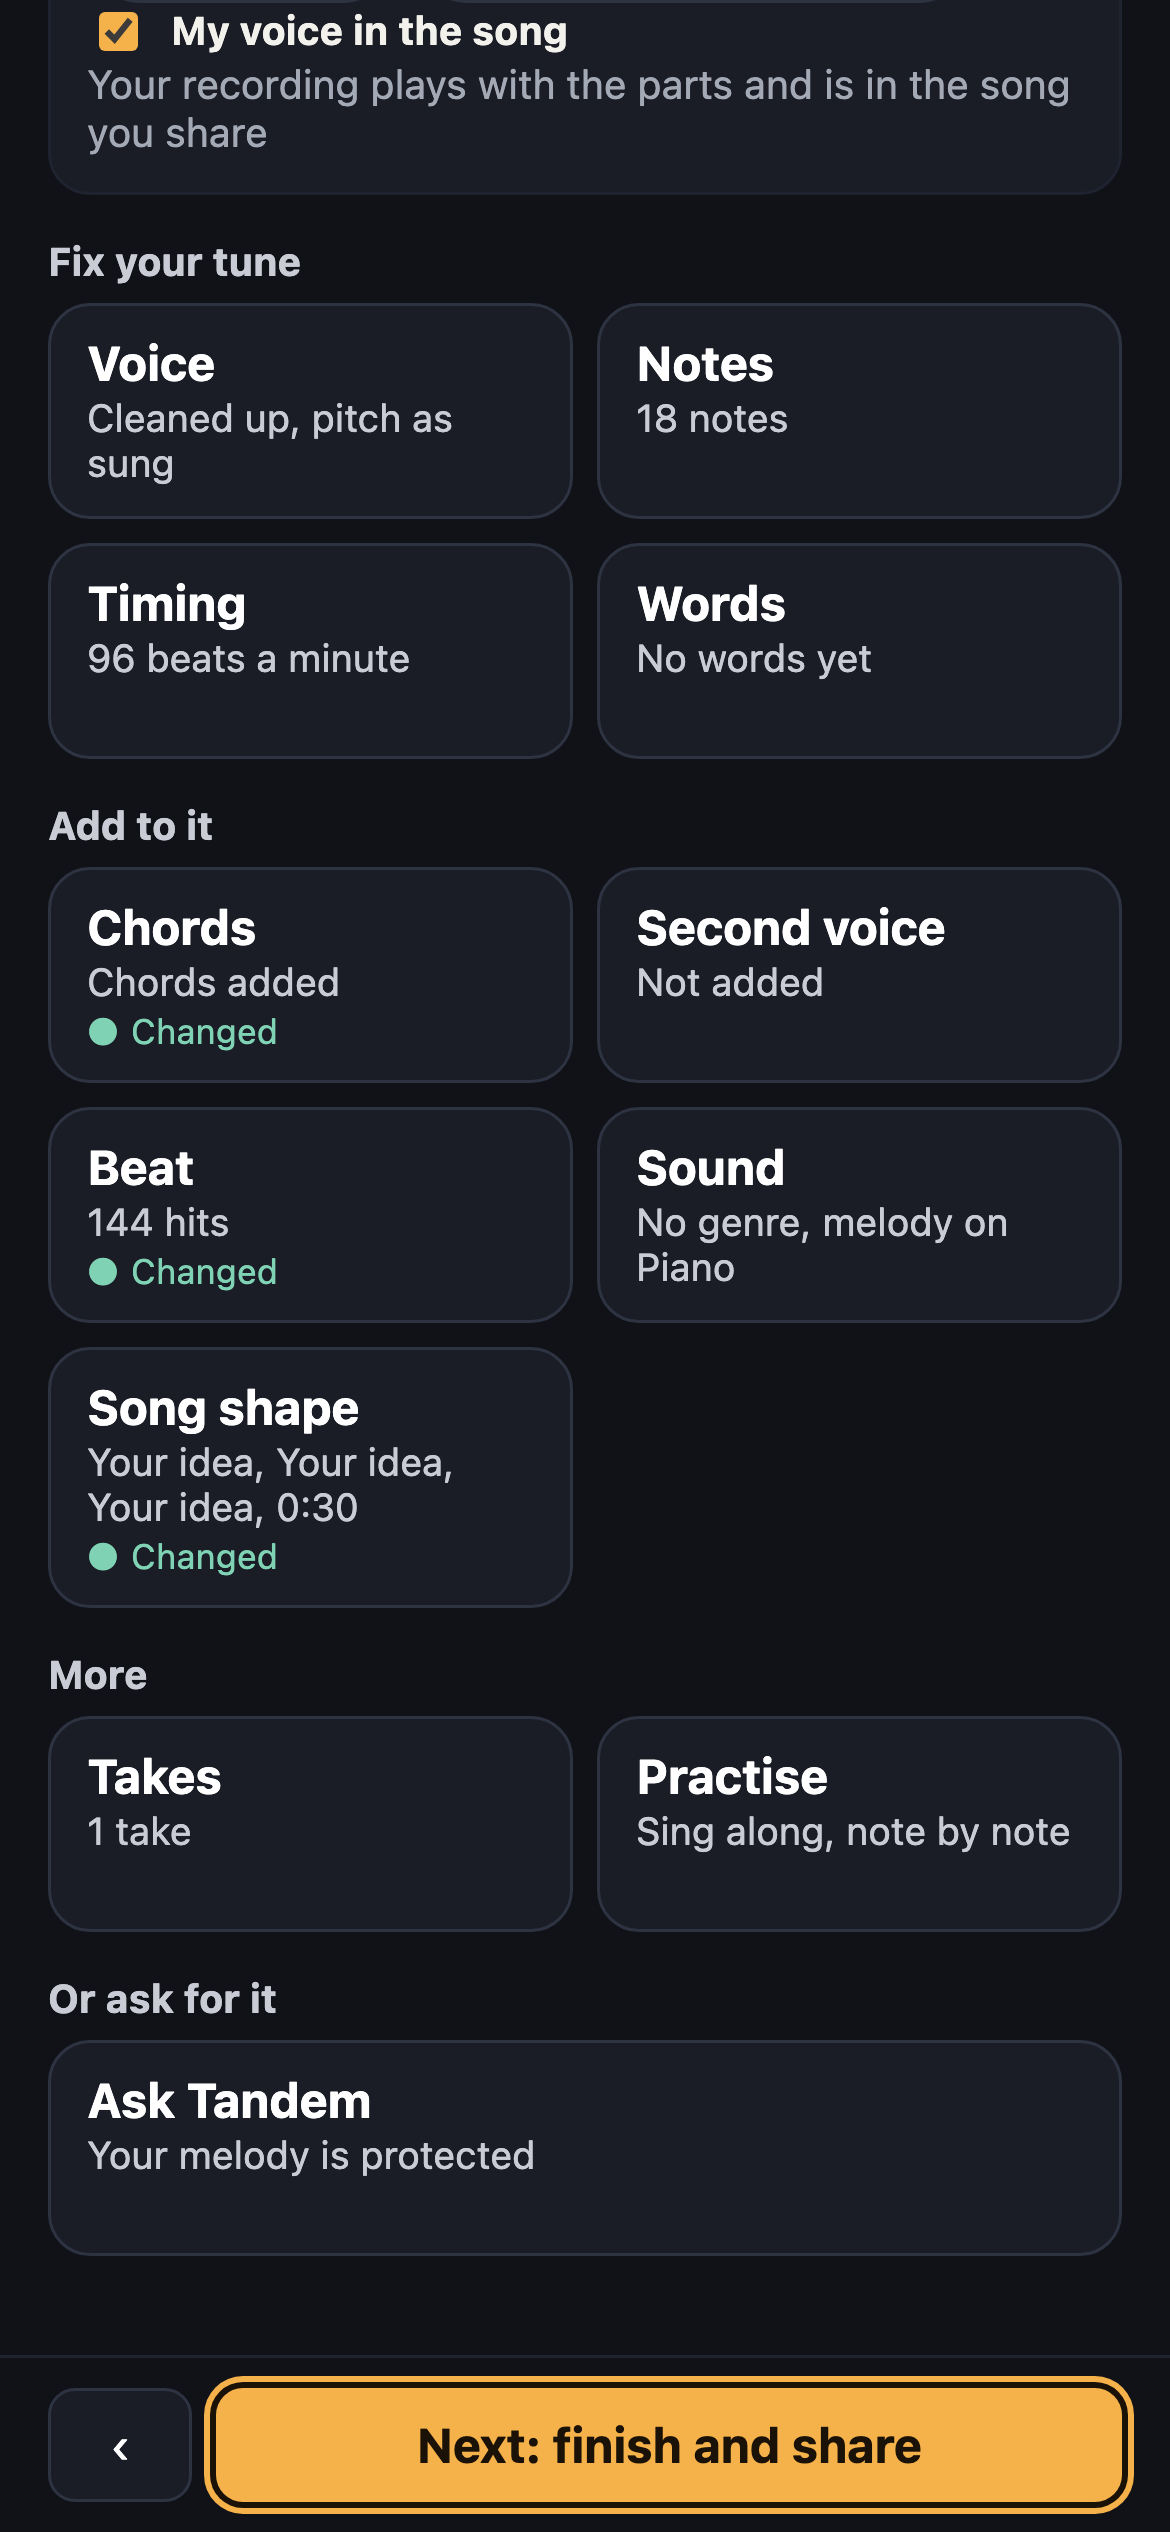 My voice in the song
Your recording plays with the parts and is in the song
you share
Fix your tune
Voice
Cleaned up, pitch as
sung
Notes
18 notes
Timing
96 beats a minute
Words
No words yet
Add to it
Chords
Chords added
Changed
Second voice
Not added
Beat
144 hits
Changed
Sound
No genre, melody on
Piano
Song shape
Your idea, Your idea,
Your idea, 0:30
Changed
More
Takes
1 take
Practise
Sing along, note by note
Or ask for it
Ask Tandem
Your melody is protected
‹
Next: finish and share